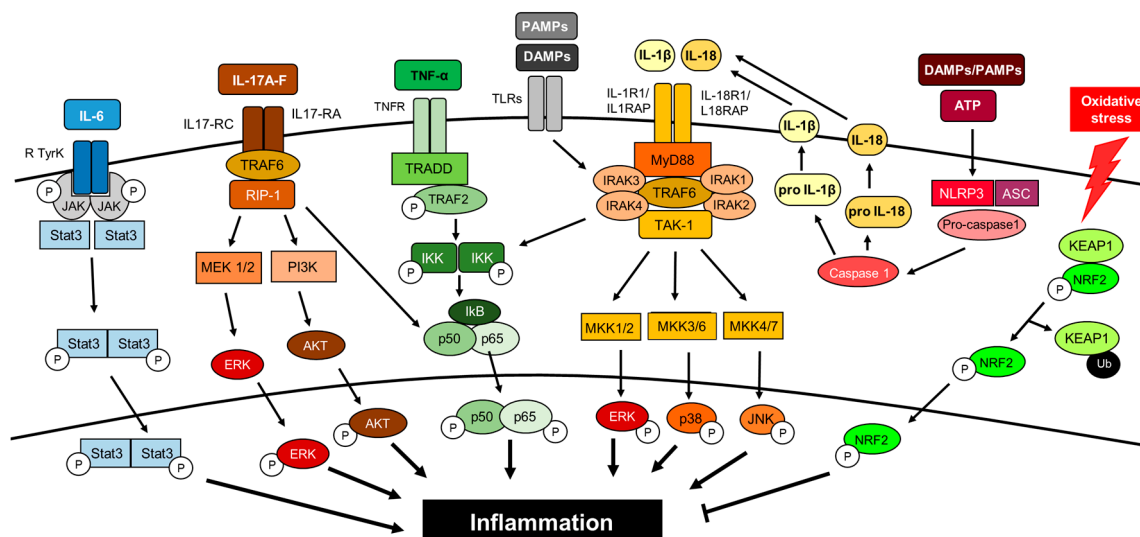 PAMPs
DAMPs
IL-1β
IL-18
IL-17A-F
TNF-α
DAMPs/PAMPs
ATP
Oxidative
stress
IL-6
IL17-RC
IL17-RA
TNFR
TLRs
IL-1R1/
IL1RAP
IL-18R1/
L18RAP
IL-1β
IL-18
R TyrK
P
JAK
JAK
P
TRAF6
RIP-1
TRADD
TRAF2
P
MyD88
IRAK3
IRAK1
TRAF6
IRAK4
IRAK2
TAK-1
pro IL-1β
pro IL-18
NLRP3
ASC
Pro-caspase1
Caspase 1
KEAP1
NRF2
P
Stat3
Stat3
MEK 1/2
PI3K
IKK
IKK
P
P
IkB
p50
p65
MKK1/2
MKK3/6
MKK4/7
KEAP1
Ub
NRF2
P
Stat3
Stat3
P
P
ERK
AKT
p50
p65
P
P
ERK
P
p38
P
JNK
P
NRF2
P
AKT
P
ERK
P
Stat3
Stat3
P
P
Inflammation